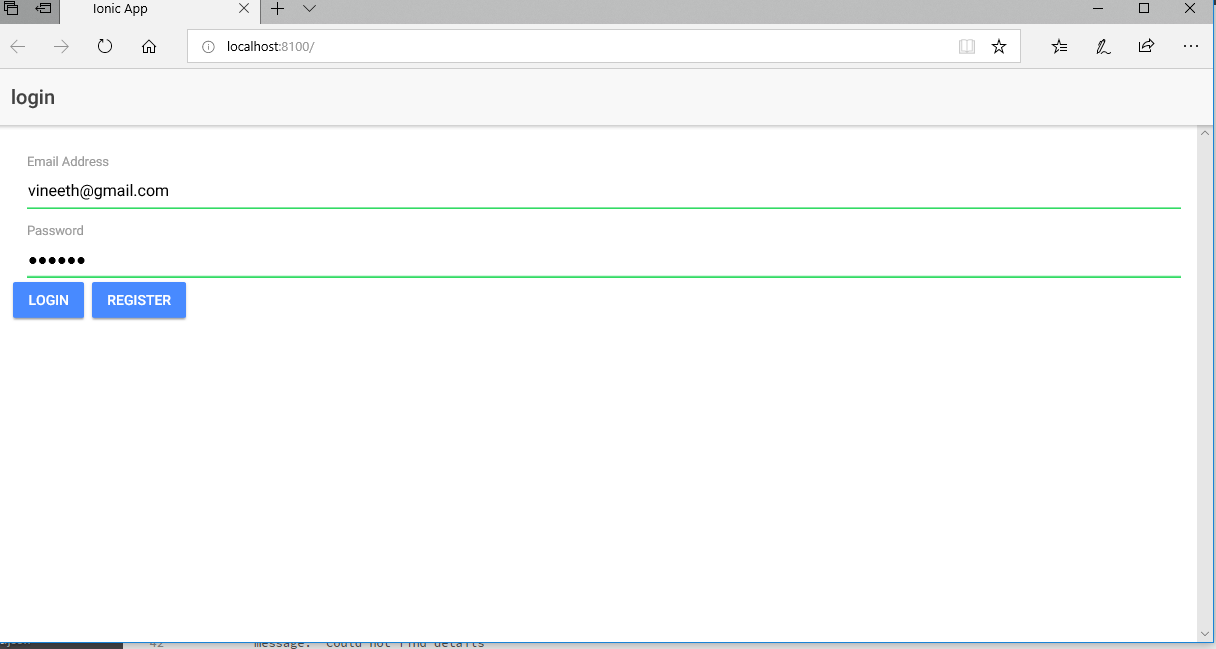 Ionic App
localhost:8100/
login
Email Address
vineeth@gmail.com
Password
••••••
LOGIN REGISTER
42 message: "Could not find details"